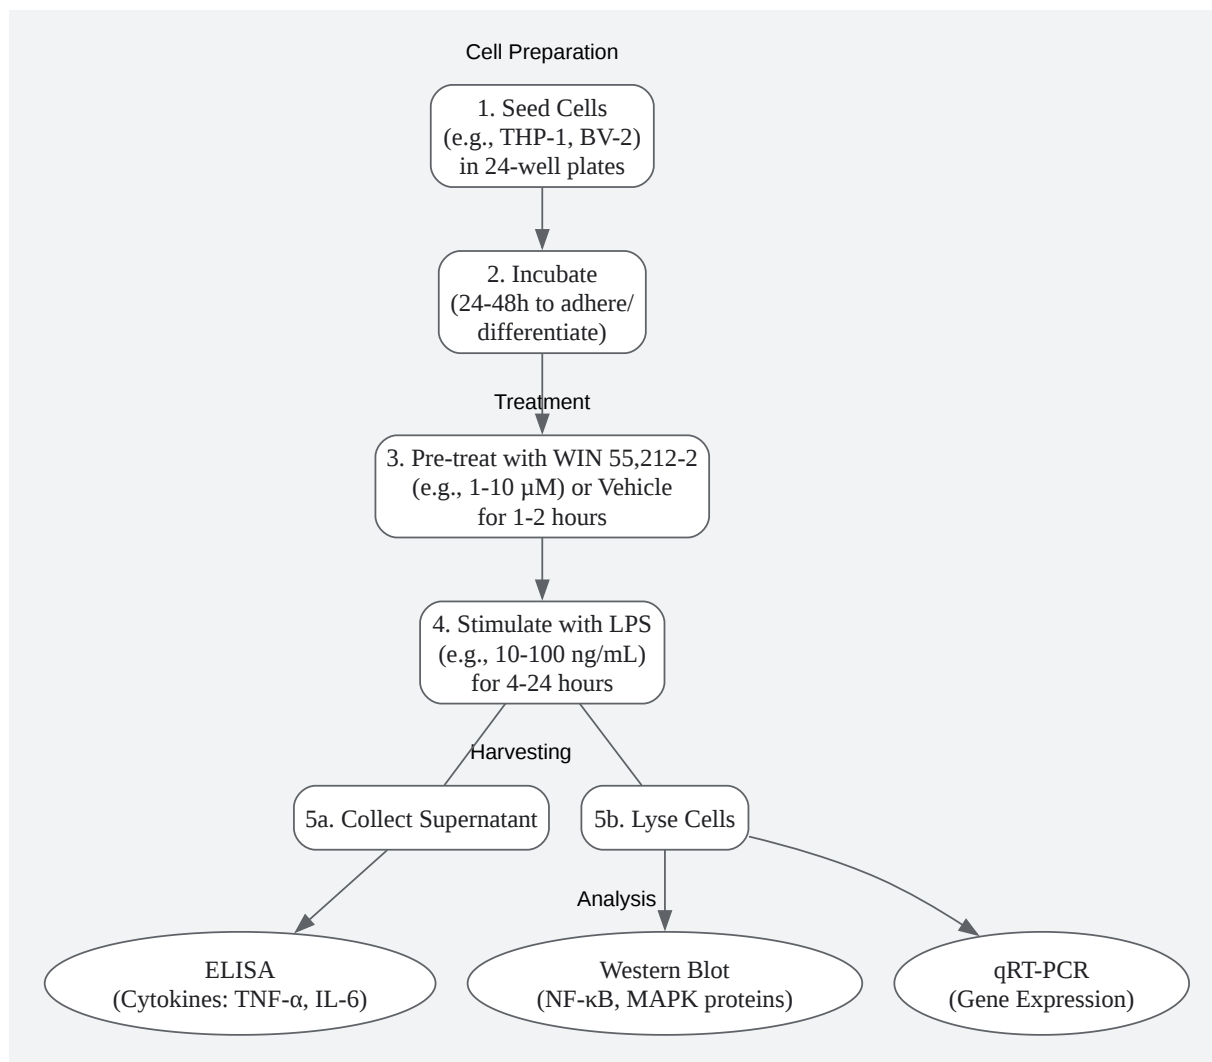 Cell Preparation
1. Seed Cells
(e.g., THP-1, BV-2)
in 24-well plates
2. Incubate
(24-48h to adhere/
differentiate)
Treatment
3. Pre-treat with WIN 55,212-2
(e.g., 1-10 µM) or Vehicle
for 1-2 hours
4. Stimulate with LPS
(e.g., 10-100 ng/mL)
for 4-24 hours
Harvesting
5a. Collect Supernatant
5b. Lyse Cells
Analysis
ELISA
(Cytokines: TNF-α, IL-6)
Western Blot
(NF-κB, MAPK proteins)
qRT-PCR
(Gene Expression)